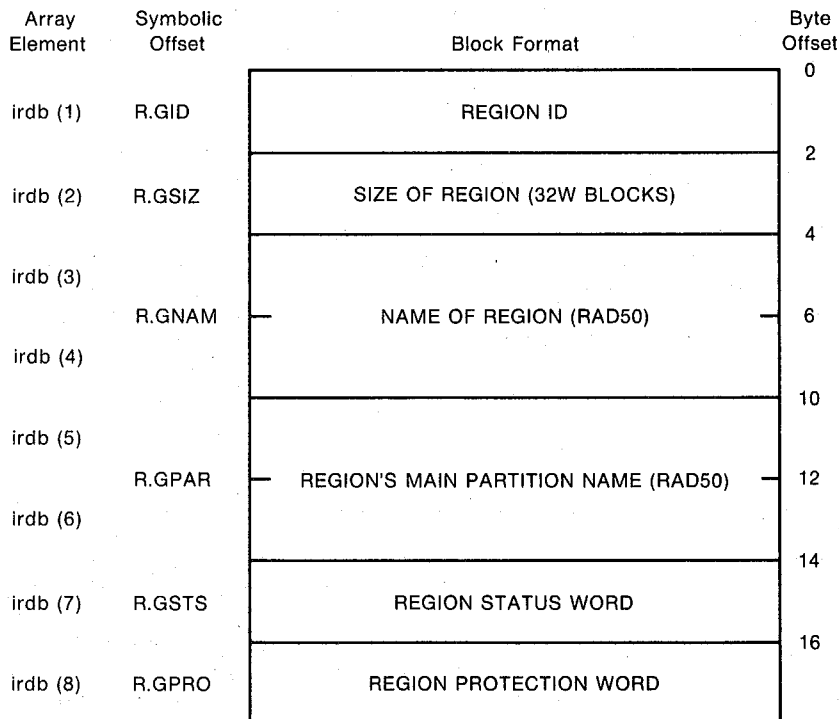 Array Symbolic Byte
Element Offset Block Format Offset
0
irdb (1) R.GID REGION ID
2
irdb (2) R.GSIZ SIZE OF REGION (32W BLOCKS)
4
irdb (3)
R.GNAM NAME OF REGION (RAD50) 6
irdb (4)
10
irdb (5)
R.GPAR REGION'S MAIN PARTITION NAME (RAD50) 12
irdb (6)
14
irdb (7) R.GSTS REGION STATUS WORD
16
irdb (8) R.GPRO REGION PROTECTION WORD